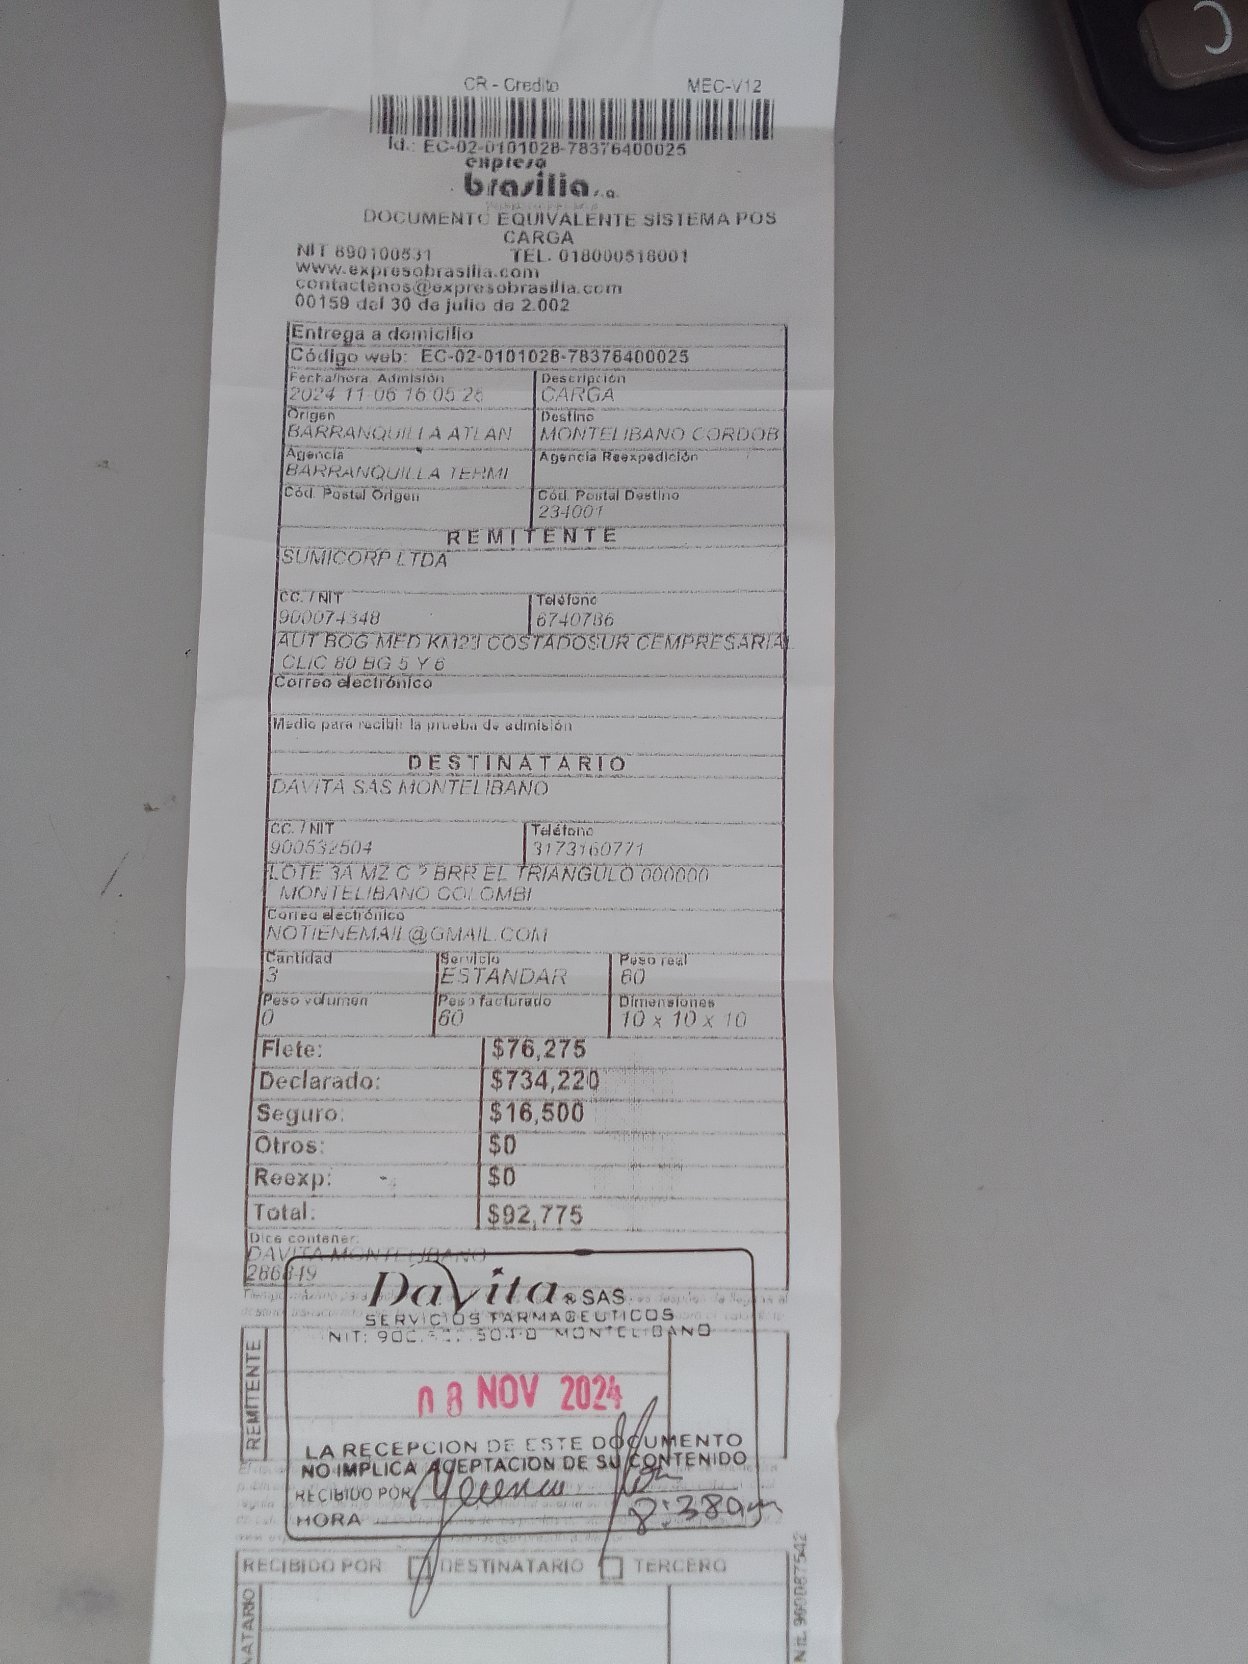 CR - Credito MEC-V12
Id.: EC-02-0101028-78376400025
expreso
brasilia s.a.
DOCUMENTO EQUIVALENTE SISTEMA POS
CARGA
NIT 890100531 TEL. 018000518001
www.expresobrasilia.com
contactenos@expresobrasilia.com
00159 del 30 de julio de 2.002
Entrega a domicilio
Código web: EC-02-0101028-78376400025
Fecha/hora Admisión Descripción
2024 11-06 16:05:26 CARGA
Origen Destino
BARRANQUILLA ATLAN MONTELIBANO CORDOB
Agencia Agencia Reexpedición
BARRANQUILLA TERMI
Cód. Postal Origen Cód. Postal Destino
234001
REMITENTE
SUMICORP LTDA
CC. / NIT Teléfono
900074348 6740786
AUT BOG MED KM23 COSTADOSUR CEMPRESARIAL
CLIC 80 BG 5 Y 6
Correo electrónico
Medio para recibir la prueba de admisión
DESTINATARIO
DAVITA SAS MONTELIBANO
CC. / NIT Teléfono
900532504 3173160771
LOTE 3A MZ C ? BRR EL TRIANGULO 000000
MONTELIBANO COLOMBI
Correo electrónico
NOTIENEMAIL@GMAIL.COM
Cantidad Servicio Peso real
3 ESTANDAR 60
Peso volumen Peso facturado Dimensiones
0 60 10 x 10 x 10
Flete: $76,275
Declarado: $734,220
Seguro: $16,500
Otros: $0
Reexp: $0
Total: $92,775
Dice contener:
DAVITA MONTELIBANO
286849
Davita ® SAS
SERVICIOS FARMACEUTICOS
NIT: MONTELIBANO
REMITENTE
08 NOV 2024
LA RECEPCION DE ESTE DOCUMENTO
NO IMPLICA ACEPTACION DE SU CONTENIDO
RECIBIDO POR
HORA 8:38am
RECIBIDO POR DESTINATARIO TERCERO
NATARIO
Nit. 900087542